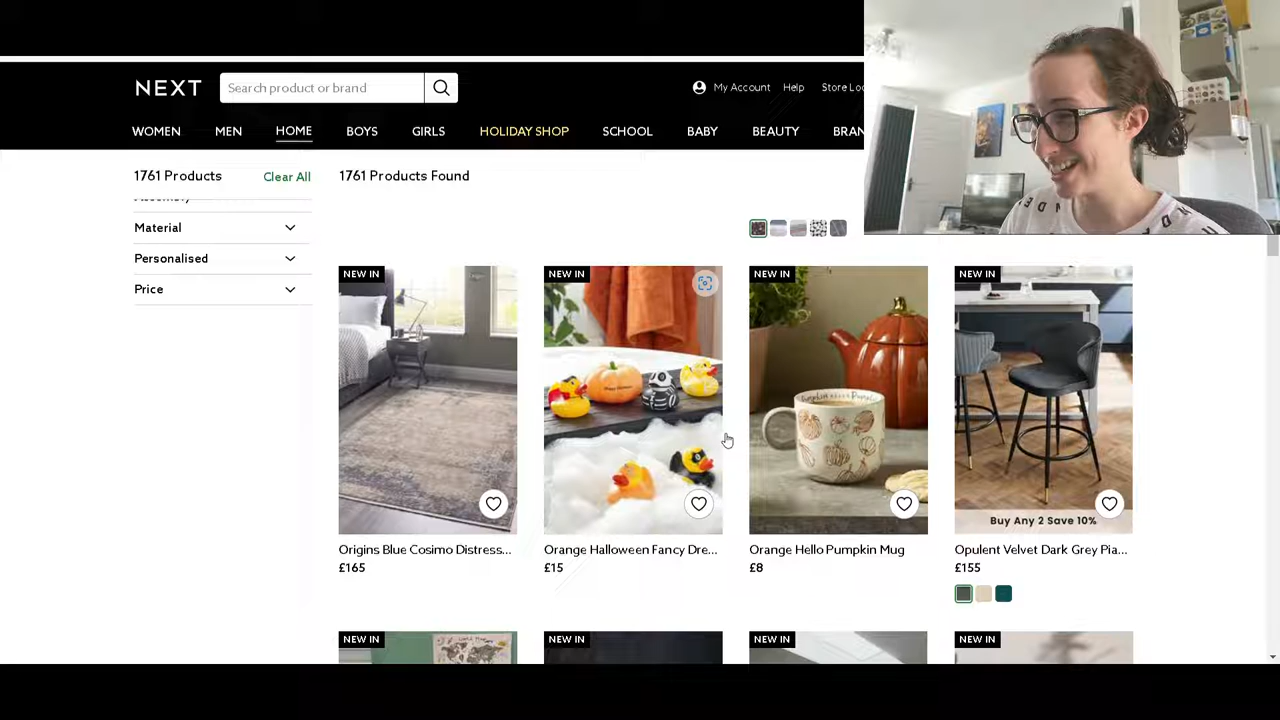 NEXT
Search product or brand
My Account
Help
Store Loc
WOMEN
MEN
HOME
BOYS
GIRLS
HOLIDAY SHOP
SCHOOL
BABY
BEAUTY
BRAN
1761 Products
Clear All
1761 Products Found
Assembly
Material
Personalised
Price
NEW IN
NEW IN
NEW IN
NEW IN
Buy Any 2 Save 10%
Origins Blue Cosimo Distress...
£165
Orange Halloween Fancy Dre...
£15
Orange Hello Pumpkin Mug
£8
Opulent Velvet Dark Grey Pia...
£155
NEW IN
NEW IN
NEW IN
NEW IN